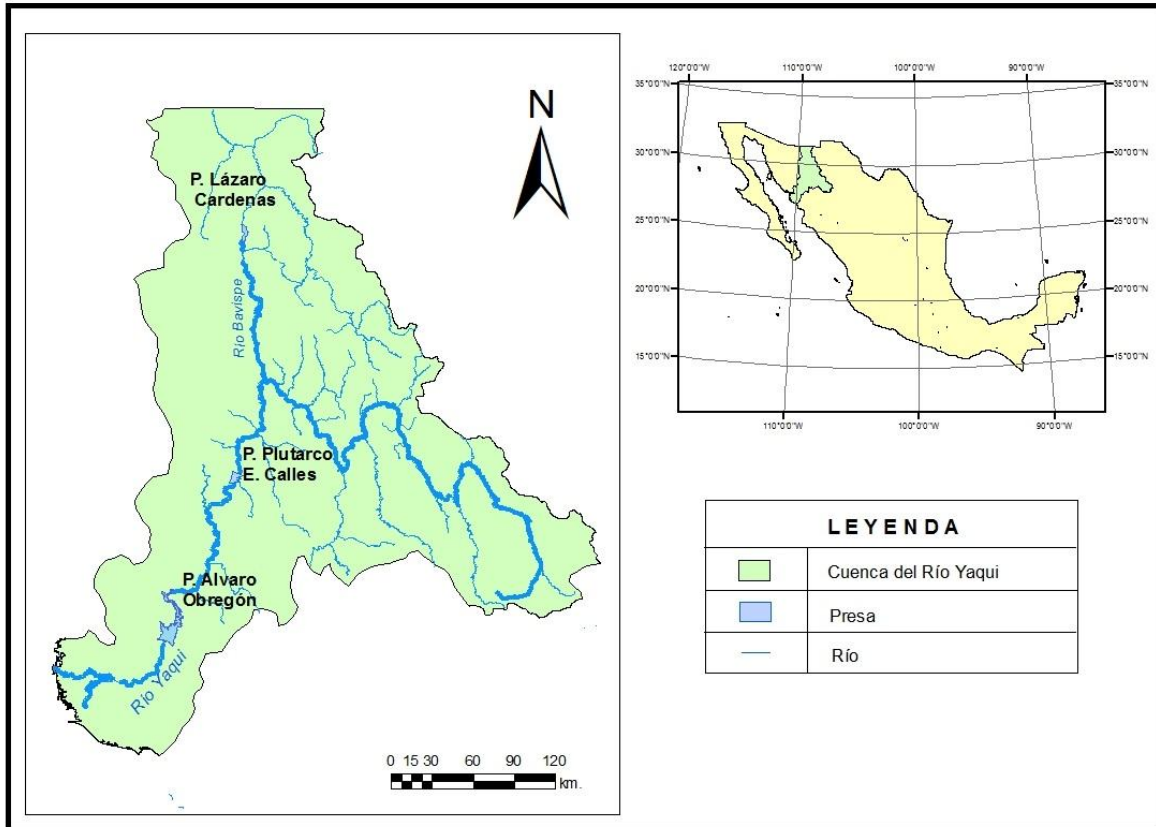 N
P. Lázaro
Cardenas
Río Bavispe
P. Plutarco
E. Calles
P. Alvaro
Obregón
Río Yaqui
0 15 30 60 90 120
km.
120°0'0"W 110°0'0"W 100°0'0"W 90°0'0"W
35°0'0"N 35°0'0"N
30°0'0"N 30°0'0"N
25°0'0"N 25°0'0"N
20°0'0"N 20°0'0"N
15°0'0"N 15°0'0"N
110°0'0"W 100°0'0"W 90°0'0"W
LEYENDA
Cuenca del Río Yaqui
Presa
Río